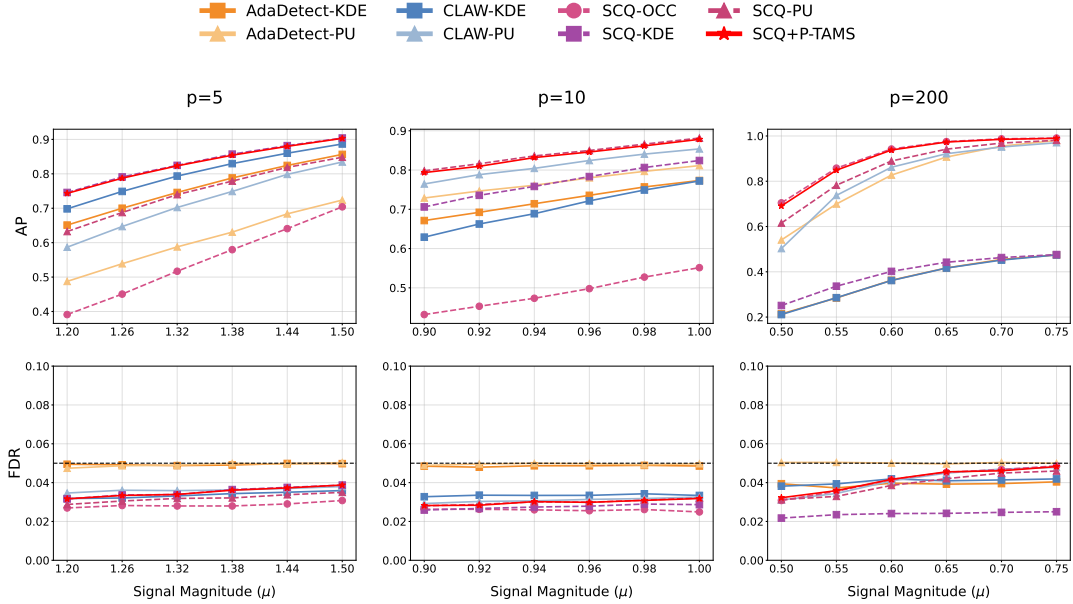 AdaDetect-KDE CLAW-KDE SCQ-OCC SCQ-PU
AdaDetect-PU CLAW-PU SCQ-KDE SCQ+P-TAMS
p=5 p=10 p=200
AP
0.9
0.8
0.7
0.6
0.5
0.4
1.20 1.26 1.32 1.38 1.44 1.50
0.9
0.8
0.7
0.6
0.5
0.90 0.92 0.94 0.96 0.98 1.00
1.0
0.8
0.6
0.4
0.2
0.50 0.55 0.60 0.65 0.70 0.75
FDR
0.10
0.08
0.06
0.04
0.02
0.00
1.20 1.26 1.32 1.38 1.44 1.50
Signal Magnitude (μ)
0.10
0.08
0.06
0.04
0.02
0.00
0.90 0.92 0.94 0.96 0.98 1.00
Signal Magnitude (μ)
0.10
0.08
0.06
0.04
0.02
0.00
0.50 0.55 0.60 0.65 0.70 0.75
Signal Magnitude (μ)